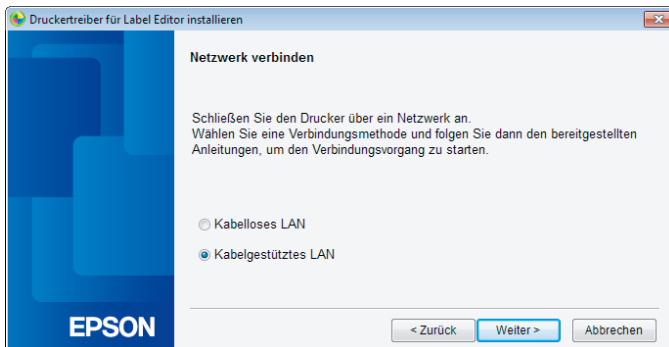 Druckertreiber für Label Editor installieren
Netzwerk verbinden
Schließen Sie den Drucker über ein Netzwerk an.
Wählen Sie eine Verbindungsmethode und folgen Sie dann den bereitgestellten
Anleitungen, um den Verbindungsvorgang zu starten.
Kabelloses LAN
Kabelgestütztes LAN
EPSON
< Zurück
Weiter >
Abbrechen